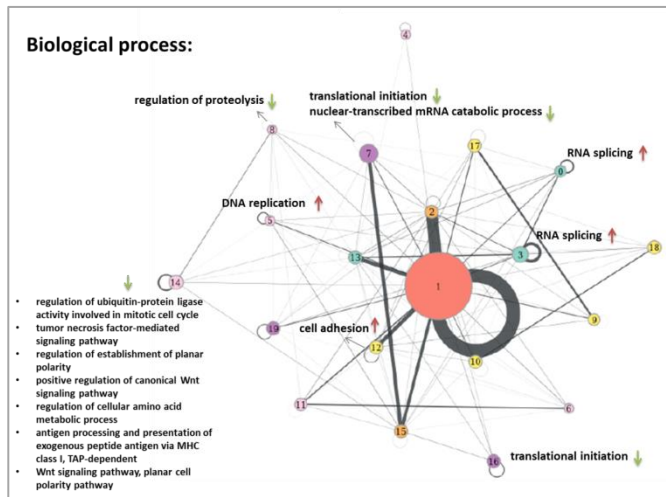 Biological process:
4
translational initiation
nuclear-transcribed mRNA catabolic process
regulation of proteolysis
8
7
17
RNA splicing
0
DNA replication
5
2
RNA splicing
13
3
18
14
1
• regulation of ubiquitin-protein ligase
activity involved in mitotic cell cycle
• tumor necrosis factor-mediated
signaling pathway
• regulation of establishment of planar
polarity
• positive regulation of canonical Wnt
signaling pathway
• regulation of cellular amino acid
metabolic process
• antigen processing and presentation of
exogenous peptide antigen via MHC
class I, TAP-dependent
• Wnt signaling pathway, planar cell
polarity pathway
19
cell adhesion
12
9
10
11
6
15
16
translational initiation